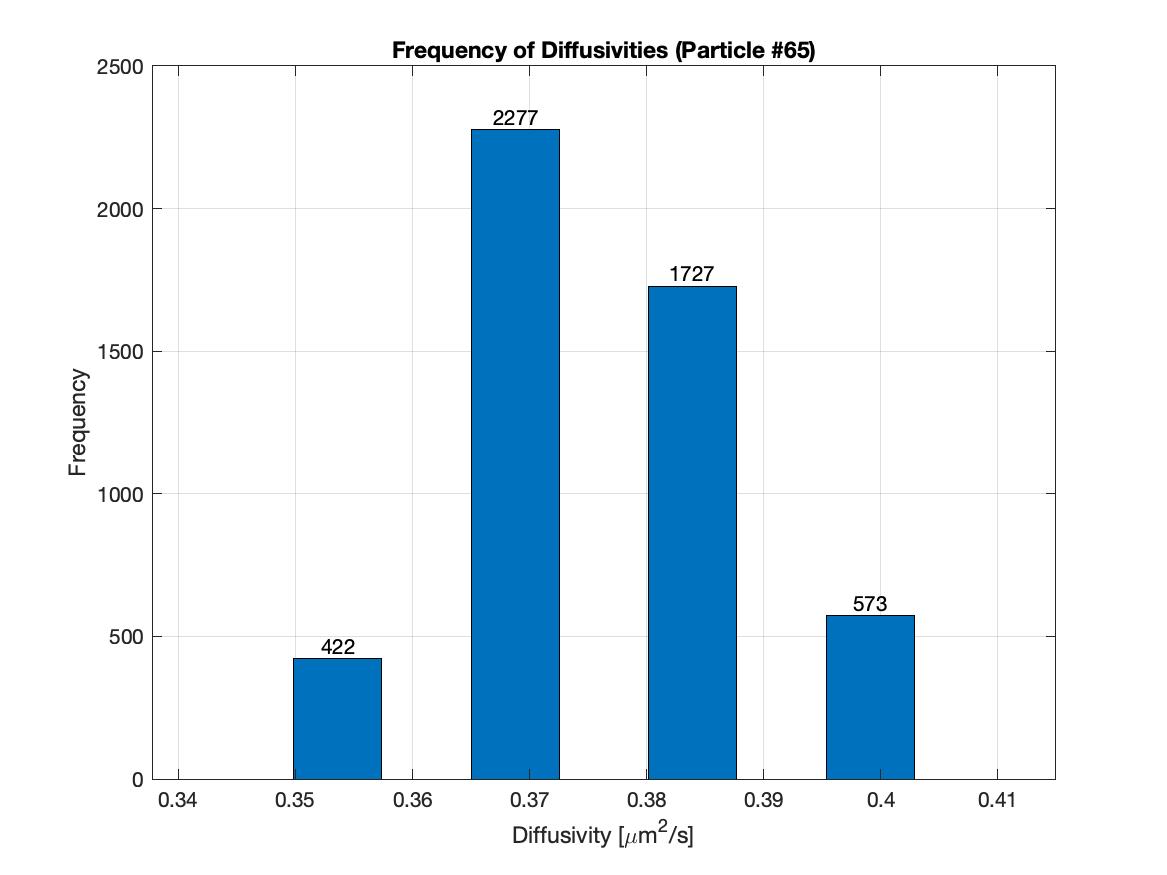 Frequency of Diffusivities (Particle #65)
2500
2000
1500
1000
500
0
Frequency
422
2277
1727
573
0.34 0.35 0.36 0.37 0.38 0.39 0.4 0.41
Diffusivity [μm²/s]